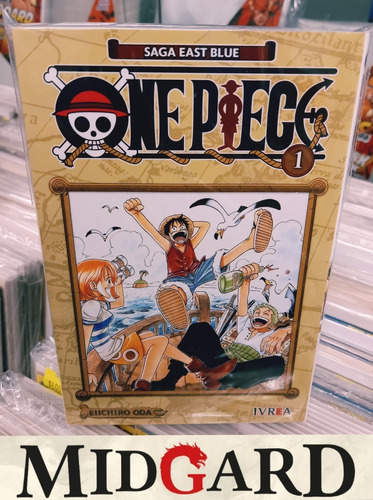 SAGA EAST BLUE
ONE PIECE
1
EIICHIRO ODA
IVREA
MIDGARD